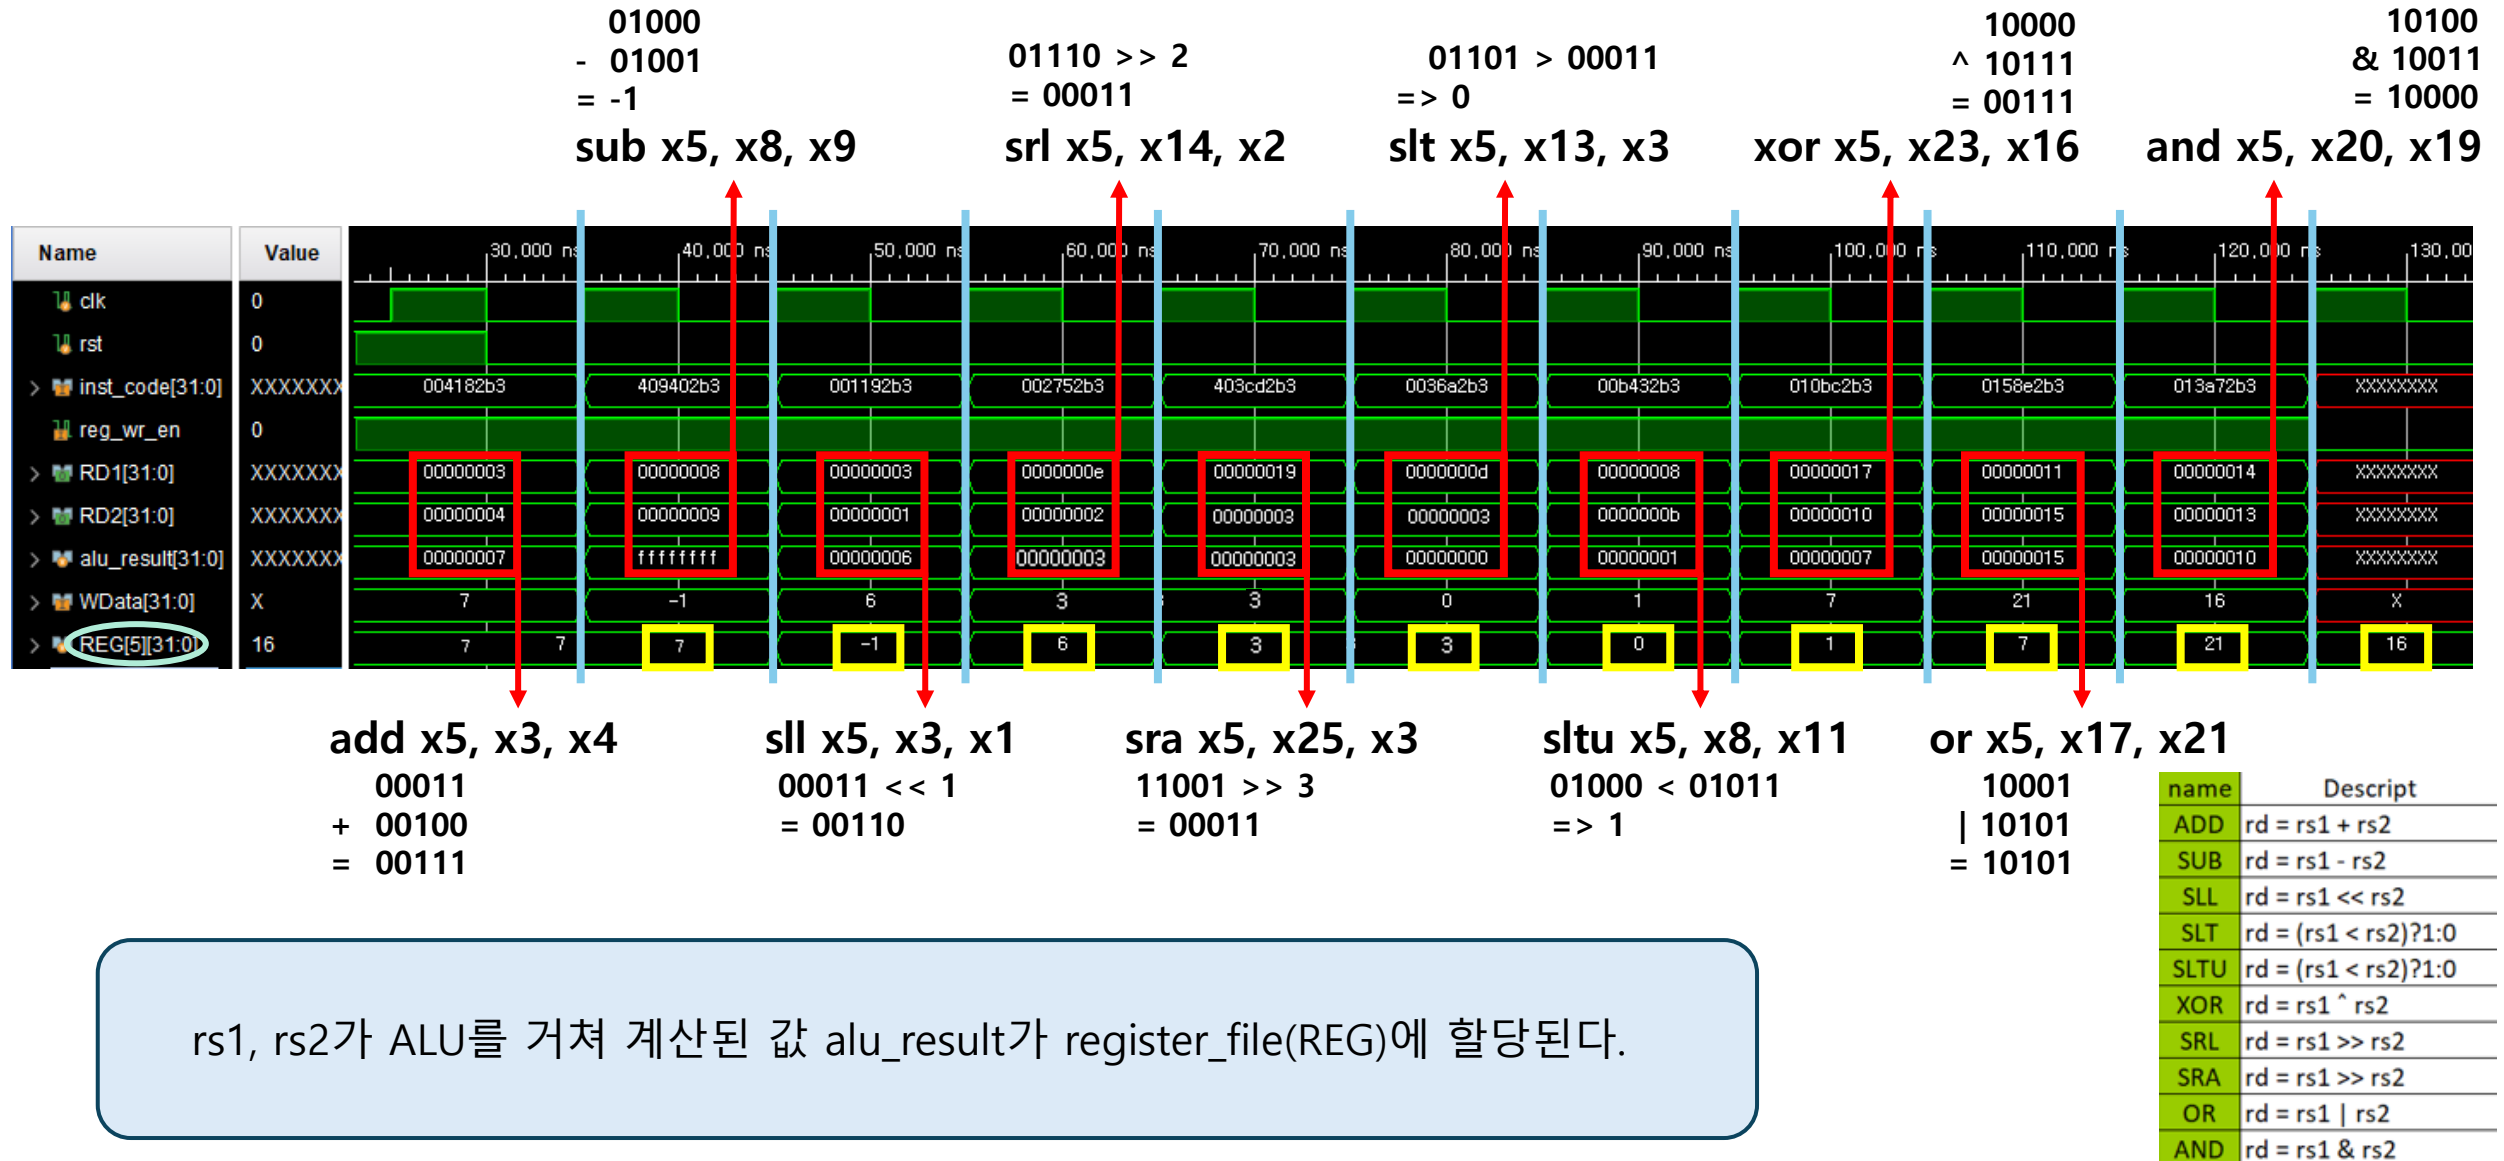 01000
- 01001
= -1
sub x5, x8, x9
01110 >> 2
= 00011
srl x5, x14, x2
01101 > 00011
=> 0
slt x5, x13, x3
10000
^ 10111
= 00111
xor x5, x23, x16
10100
& 10011
= 10000
and x5, x20, x19
Name Value 30,000 ns 40,000 ns 50,000 ns 60,000 ns 70,000 ns 80,000 ns 90,000 ns 100,000 ns 110,000 ns 120,000 ns 130,00
clk 0
rst 0
> inst_code[31:0] XXXXXXX 004182b3 409402b3 001192b3 002752b3 403cd2b3 0036a2b3 00b432b3 010bc2b3 0158e2b3 013a72b3 XXXXXXXX
reg_wr_en 0
> RD1[31:0] XXXXXXX 00000003 00000008 00000003 0000000e 00000019 0000000d 00000008 00000017 00000011 00000014 XXXXXXXX
> RD2[31:0] XXXXXXX 00000004 00000009 00000001 00000002 00000003 00000003 0000000b 00000010 00000015 00000013 XXXXXXXX
> alu_result[31:0] XXXXXXX 00000007 ffffffff 00000006 00000003 00000003 00000000 00000001 00000007 00000015 00000010 XXXXXXXX
> WData[31:0] X 7 -1 6 3 3 0 1 7 21 16 X
> REG[5][31:0] 16 7 7 7 -1 6 3 3 0 1 7 21 16
add x5, x3, x4
00011
+ 00100
= 00111
sll x5, x3, x1
00011 << 1
= 00110
sra x5, x25, x3
11001 >> 3
= 00011
sltu x5, x8, x11
01000 < 01011
=> 1
or x5, x17, x21
10001
| 10101
= 10101
name Descript
ADD rd = rs1 + rs2
SUB rd = rs1 - rs2
SLL rd = rs1 << rs2
SLT rd = (rs1 < rs2)?1:0
SLTU rd = (rs1 < rs2)?1:0
XOR rd = rs1 ^ rs2
SRL rd = rs1 >> rs2
SRA rd = rs1 >> rs2
OR rd = rs1 | rs2
AND rd = rs1 & rs2
rs1, rs2가 ALU를 거쳐 계산된 값 alu_result가 register_file(REG)에 할당된다.